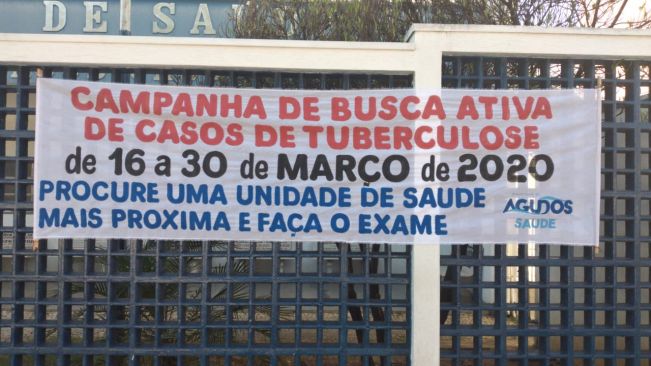 DE SA
CAMPANHA DE BUSCA ATIVA
DE CASOS DE TUBERCULOSE
de 16 a 30 de MARÇO de 2020
PROCURE UMA UNIDADE DE SAUDE
MAIS PROXIMA E FAÇA O EXAME
AGUDOS
SAUDE